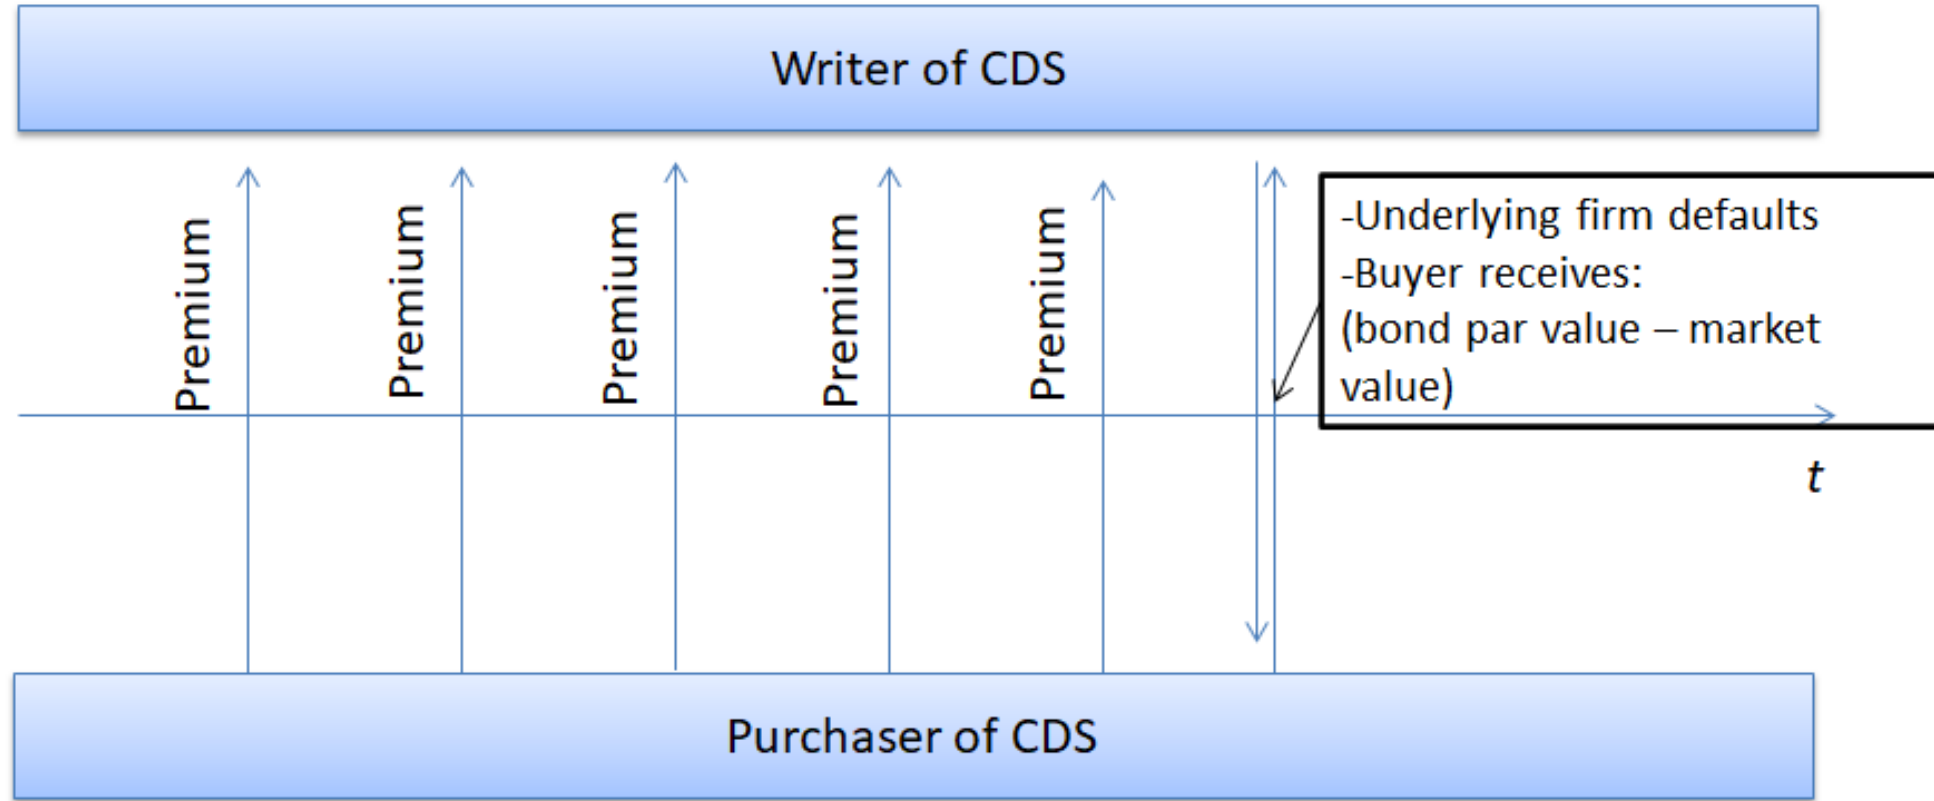 Writer of CDS
Premium
Premium
Premium
Premium
Premium
-Underlying firm defaults
-Buyer receives:
(bond par value – market
value)
t
Purchaser of CDS